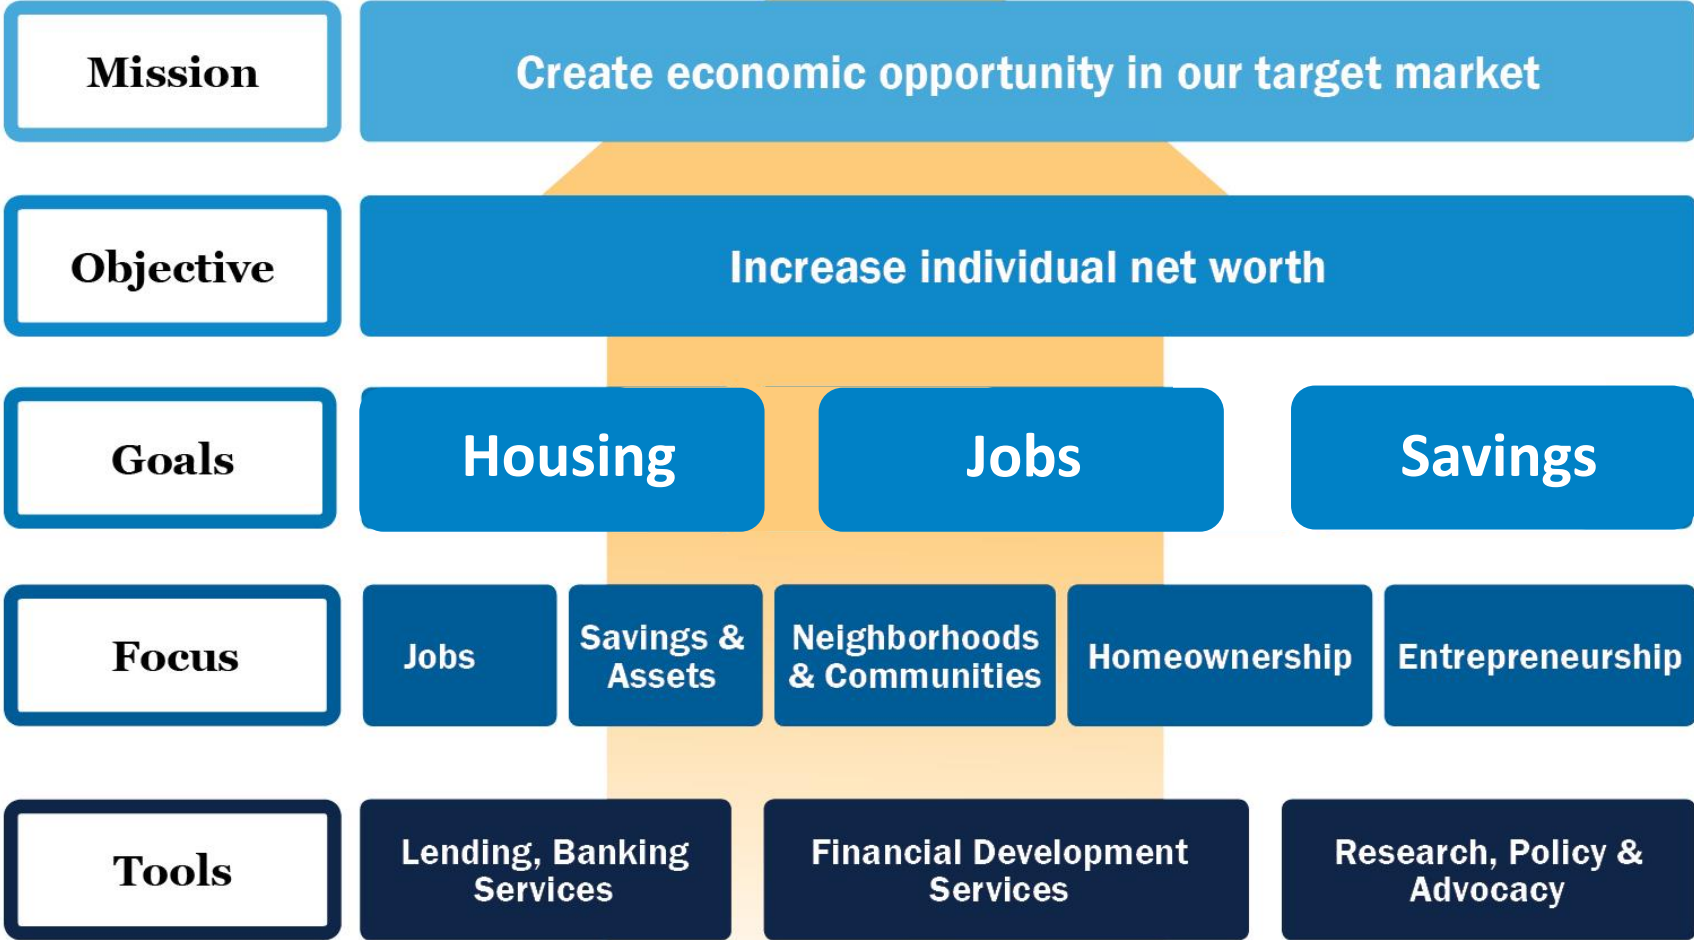 Mission
Create economic opportunity in our target market
Objective
Increase individual net worth
Goals
Housing
Jobs
Savings
Focus
Jobs
Savings &
Assets
Neighborhoods
& Communities
Homeownership
Entrepreneurship
Tools
Lending, Banking
Services
Financial Development
Services
Research, Policy &
Advocacy